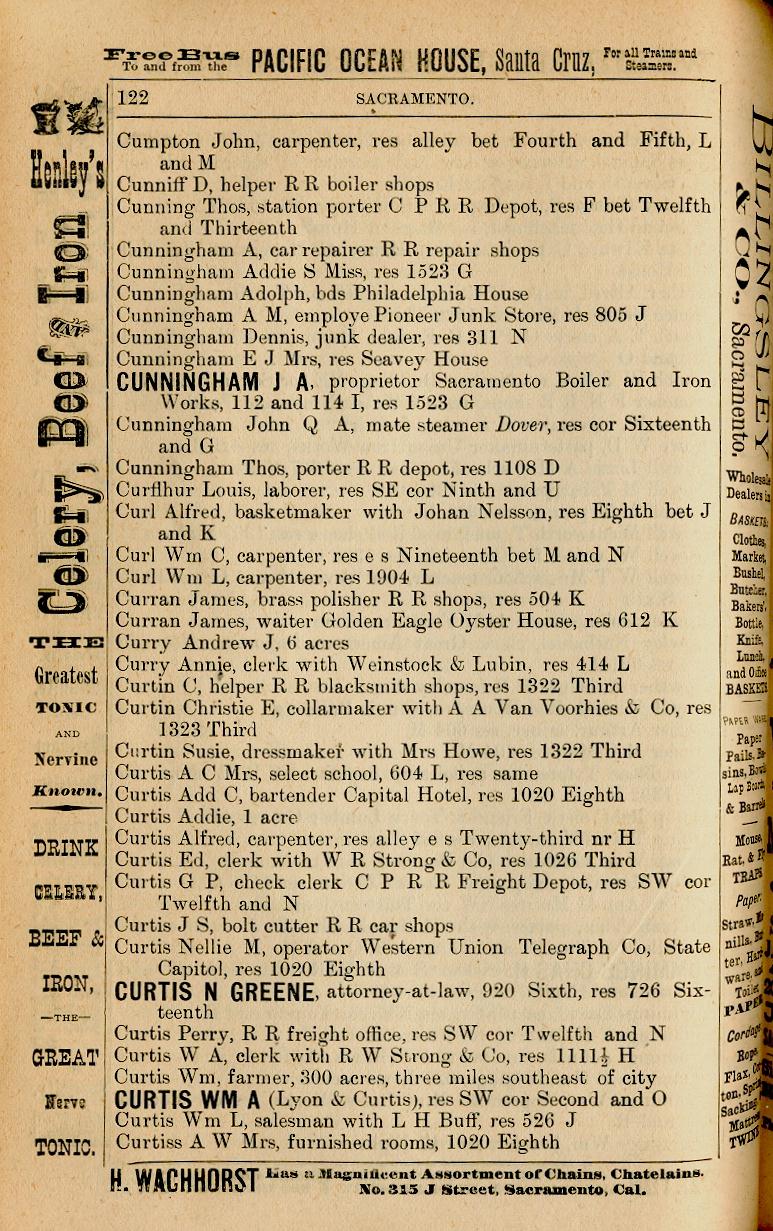 Free Bus
To and from the
PACIFIC OCEAN HOUSE, Santa Cruz,
For all Trains and
Steamers.
122
SACRAMENTO.
Cumpton John, carpenter, res alley bet Fourth and Fifth, L
and M
Cunniff D, helper R R boiler shops
Cunning Thos, station porter C P R R Depot, res F bet Twelfth
and Thirteenth
Cunningham A, car repairer R R repair shops
Cunningham Addie S Miss, res 1523 G
Cunningham Adolph, bds Philadelphia House
Cunningham A M, employe Pioneer Junk Store, res 805 J
Cunningham Dennis, junk dealer, res 311 N
Cunningham E J Mrs, res Seavey House
CUNNINGHAM J A, proprietor Sacramento Boiler and Iron
Works, 112 and 114 I, res 1523 G
Cunningham John Q A, mate steamer Dover, res cor Sixteenth
and G
Cunningham Thos, porter R R depot, res 1108 D
Curflhur Louis, laborer, res SE cor Ninth and U
Curl Alfred, basketmaker with Johan Nelsson, res Eighth bet J
and K
Curl Wm C, carpenter, res e s Nineteenth bet M and N
Curl Wm L, carpenter, res 1904 L
Curran James, brass polisher R R shops, res 504 K
Curran James, waiter Golden Eagle Oyster House, res 612 K
Curry Andrew J, 6 acres
Curry Annie, clerk with Weinstock & Lubin, res 414 L
Curtin C, helper R R blacksmith shops, res 1322 Third
Curtin Christie E, collarmaker with A A Van Voorhies & Co, res
1323 Third
Curtin Susie, dressmaker with Mrs Howe, res 1322 Third
Curtis A C Mrs, select school, 604 L, res same
Curtis Add C, bartender Capital Hotel, res 1020 Eighth
Curtis Addie, 1 acre
Curtis Alfred, carpenter, res alley e s Twenty-third nr H
Curtis Ed, clerk with W R Strong & Co, res 1026 Third
Curtis G P, check clerk C P R R Freight Depot, res SW cor
Twelfth and N
Curtis J S, bolt cutter R R car shops
Curtis Nellie M, operator Western Union Telegraph Co, State
Capitol, res 1020 Eighth
CURTIS N GREENE, attorney-at-law, 920 Sixth, res 726 Six-
teenth
Curtis Perry, R R freight office, res SW cor Twelfth and N
Curtis W A, clerk with R W Strong & Co, res 1111½ H
Curtis Wm, farmer, 300 acres, three miles southeast of city
CURTIS WM A (Lyon & Curtis), res SW cor Second and O
Curtis Wm L, salesman with L H Buff, res 526 J
Curtiss A W Mrs, furnished rooms, 1020 Eighth
H. WACHHORST
Has a Magnificent Assortment of Chains, Chatelains.
No. 315 J Street, Sacramento, Cal.
Henley's
Celery, Beef and Iron
THE
Greatest
TONIC
AND
Nervine
Known.
DRINK
CELERY,
BEEF &
IRON,
—THE—
GREAT
Nerve
TONIC.
BILLINGSLEY
& CO., Sacramento.
Wholesale
Dealers in
BASKETS:
Clothes,
Market,
Bushel,
Butcher,
Bakers',
Bottle,
Knife,
Lunch,
and Office
BASKETS
PAPER WARE
Paper
Pails,
sins,
Lap
& Barrels
Mouse,
Rat, &
TRAPS
Paper.
Straw,
nilla,
ter,
ware,
Toilet
PAPER
Cordage
Rope,
Flax,
ton,
Sacking
TWINE